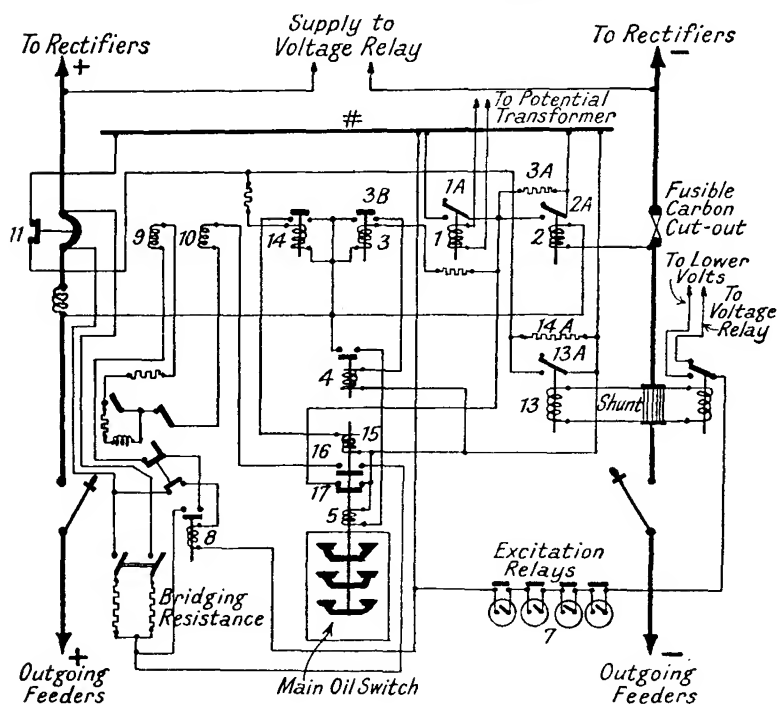 To Rectifiers
+
Supply to
Voltage Relay
To Rectifiers
−
#
To Potential
Transformer
1A
3A
2A
3B
Fusible
Carbon
Cut-out
11
9
10
14
3
1
2
To Lower
Volts
To
Voltage
Relay
14A
13A
4
13
Shunt
15
16
17
5
8
Excitation
Relays
7
Bridging
Resistance
+
Outgoing
Feeders
Main Oil Switch
−
Outgoing
Feeders